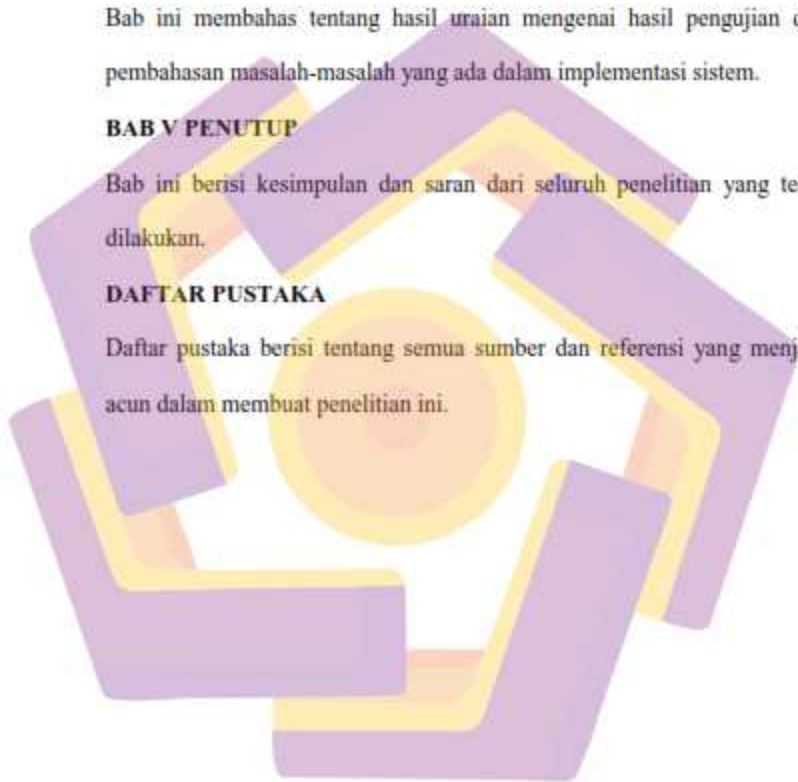 Bab ini membahas tentang hasil uraian mengenai hasil pengujian
pembahasan masalah-masalah yang ada dalam implementasi sistem.
BAB V PENUTUP
Bab ini berisi kesimpulan dan saran dari seluruh penelitian yang te
dilakukan.
DAFTAR PUSTAKA
Daftar pustaka berisi tentang semua sumber dan referensi yang menj
acun dalam membuat penelitian ini.